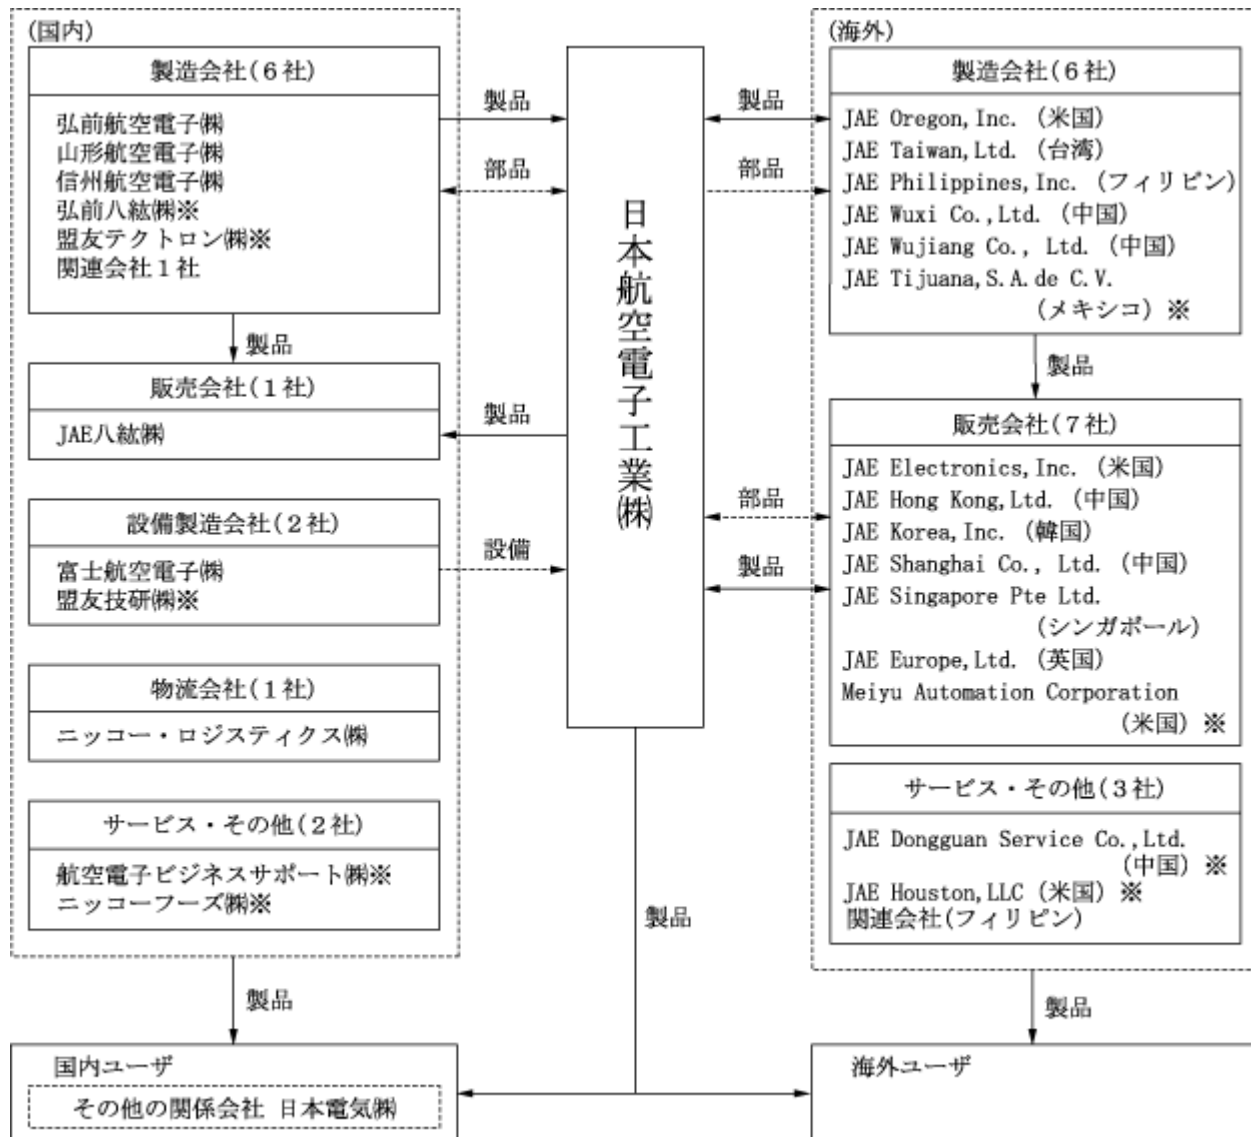 (国内)
製造会社(6社)
弘前航空電子㈱
山形航空電子㈱
信州航空電子㈱
弘前八紘㈱※
盟友テクトロン㈱※
関連会社1社
製品
部品
製品
販売会社(1社)
JAE八紘㈱
製品
設備製造会社(2社)
富士航空電子㈱
盟友技研㈱※
設備
物流会社(1社)
ニッコー・ロジスティクス㈱
サービス・その他(2社)
航空電子ビジネスサポート㈱※
ニッコーフーズ㈱※
製品
国内ユーザ
その他の関係会社 日本電気㈱
日本航空電子工業㈱
製品
(海外)
製造会社(6社)
JAE Oregon,Inc. (米国)
JAE Taiwan,Ltd. (台湾)
JAE Philippines,Inc. (フィリピン)
JAE Wuxi Co.,Ltd. (中国)
JAE Wujiang Co., Ltd. (中国)
JAE Tijuana,S.A.de C.V.
(メキシコ) ※
製品
部品
製品
販売会社(7社)
JAE Electronics,Inc. (米国)
JAE Hong Kong,Ltd. (中国)
JAE Korea,Inc. (韓国)
JAE Shanghai Co., Ltd. (中国)
JAE Singapore Pte Ltd.
(シンガポール)
JAE Europe,Ltd. (英国)
Meiyu Automation Corporation
(米国) ※
部品
製品
サービス・その他(3社)
JAE Dongguan Service Co.,Ltd.
(中国) ※
JAE Houston,LLC (米国) ※
関連会社(フィリピン)
製品
海外ユーザ